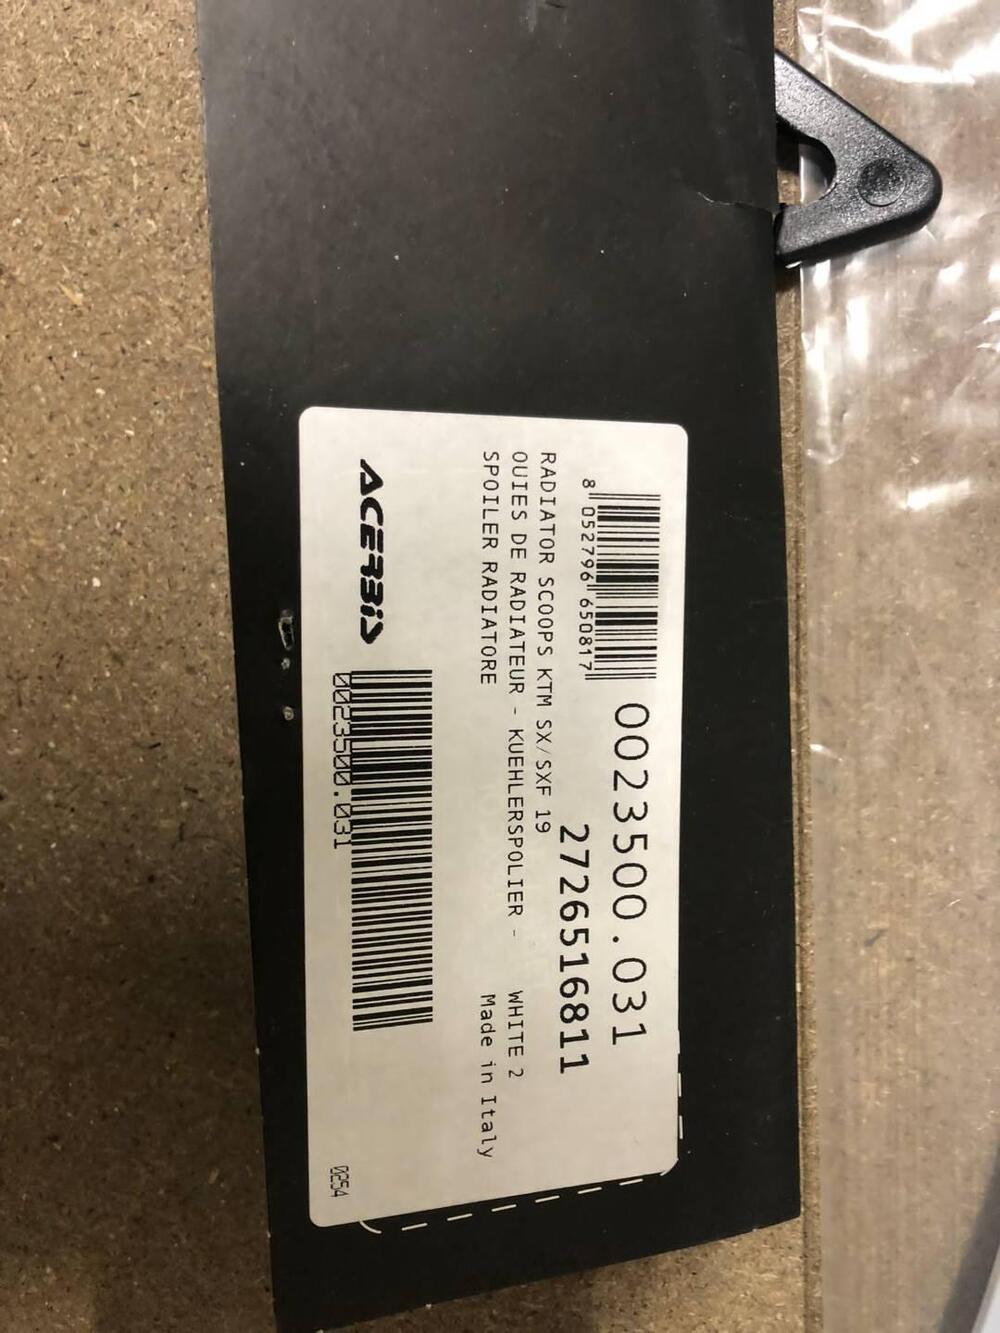 8 052796 650817
0023500.031
2726516811
RADIATOR SCOOPS KTM SX/SXF 19
OUIES DE RADIATEUR - KUEHLERSPOLIER -
WHITE 2
SPOILER RADIATORE
Made in Italy
ACERBiS
0023500.031
0254